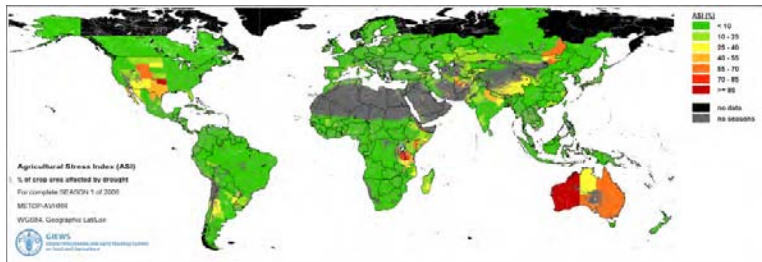 ASI (%)
< 10
10 - 25
25 - 40
40 - 55
55 - 70
70 - 85
>= 85
no data
no seasons
Agricultural Stress Index (ASI)
% of crop area affected by drought
For complete SEASON 1 of 2006
METOP-AVHRR
WGS84, Geographic Lat/Lon
GIEWS